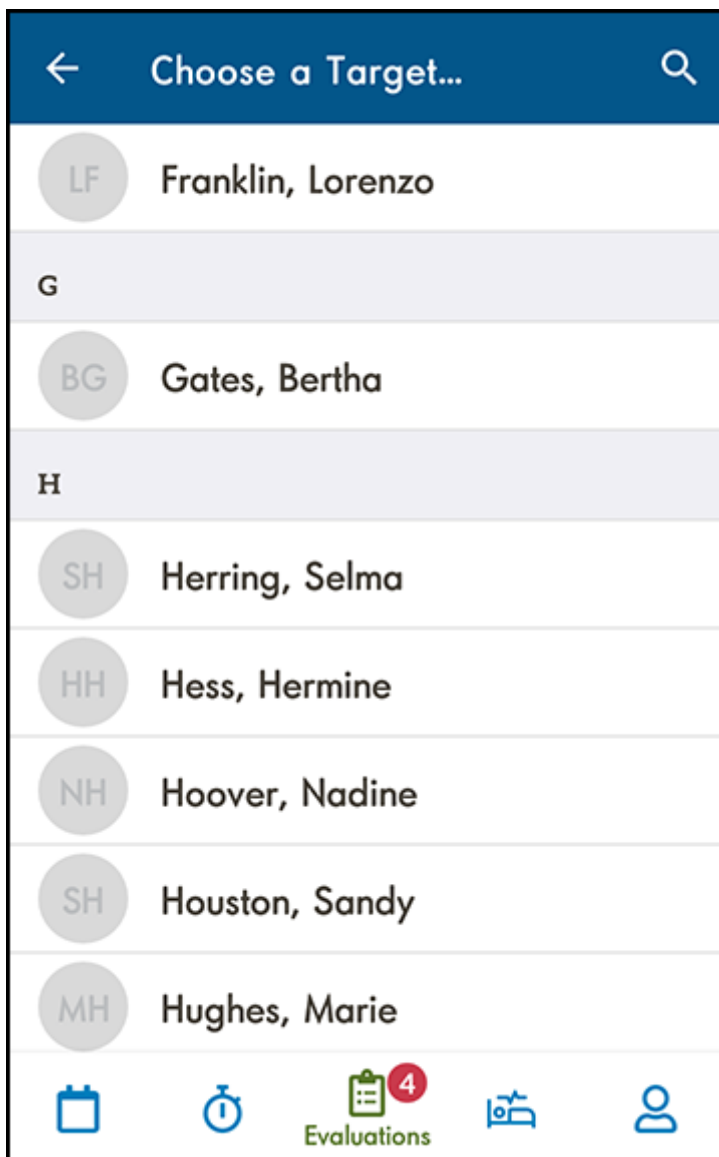 Choose a Target...
LF Franklin, Lorenzo
G
BG Gates, Bertha
H
SH Herring, Selma
HH Hess, Hermine
NH Hoover, Nadine
SH Houston, Sandy
MH Hughes, Marie
4
Evaluations